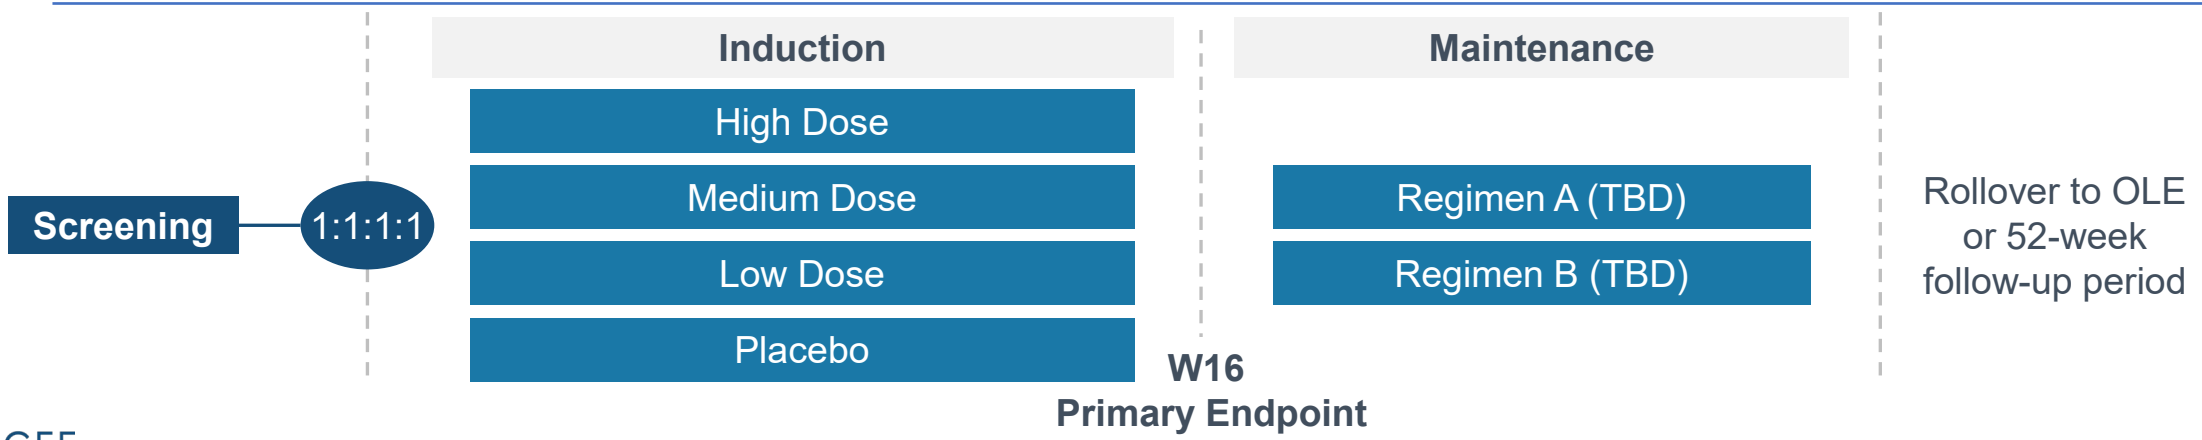 Induction
Maintenance
High Dose
Medium Dose
Low Dose
Placebo
Screening
1:1:1:1
Regimen A (TBD)
Regimen B (TBD)
Rollover to OLE
or 52-week
follow-up period
W16
Primary Endpoint